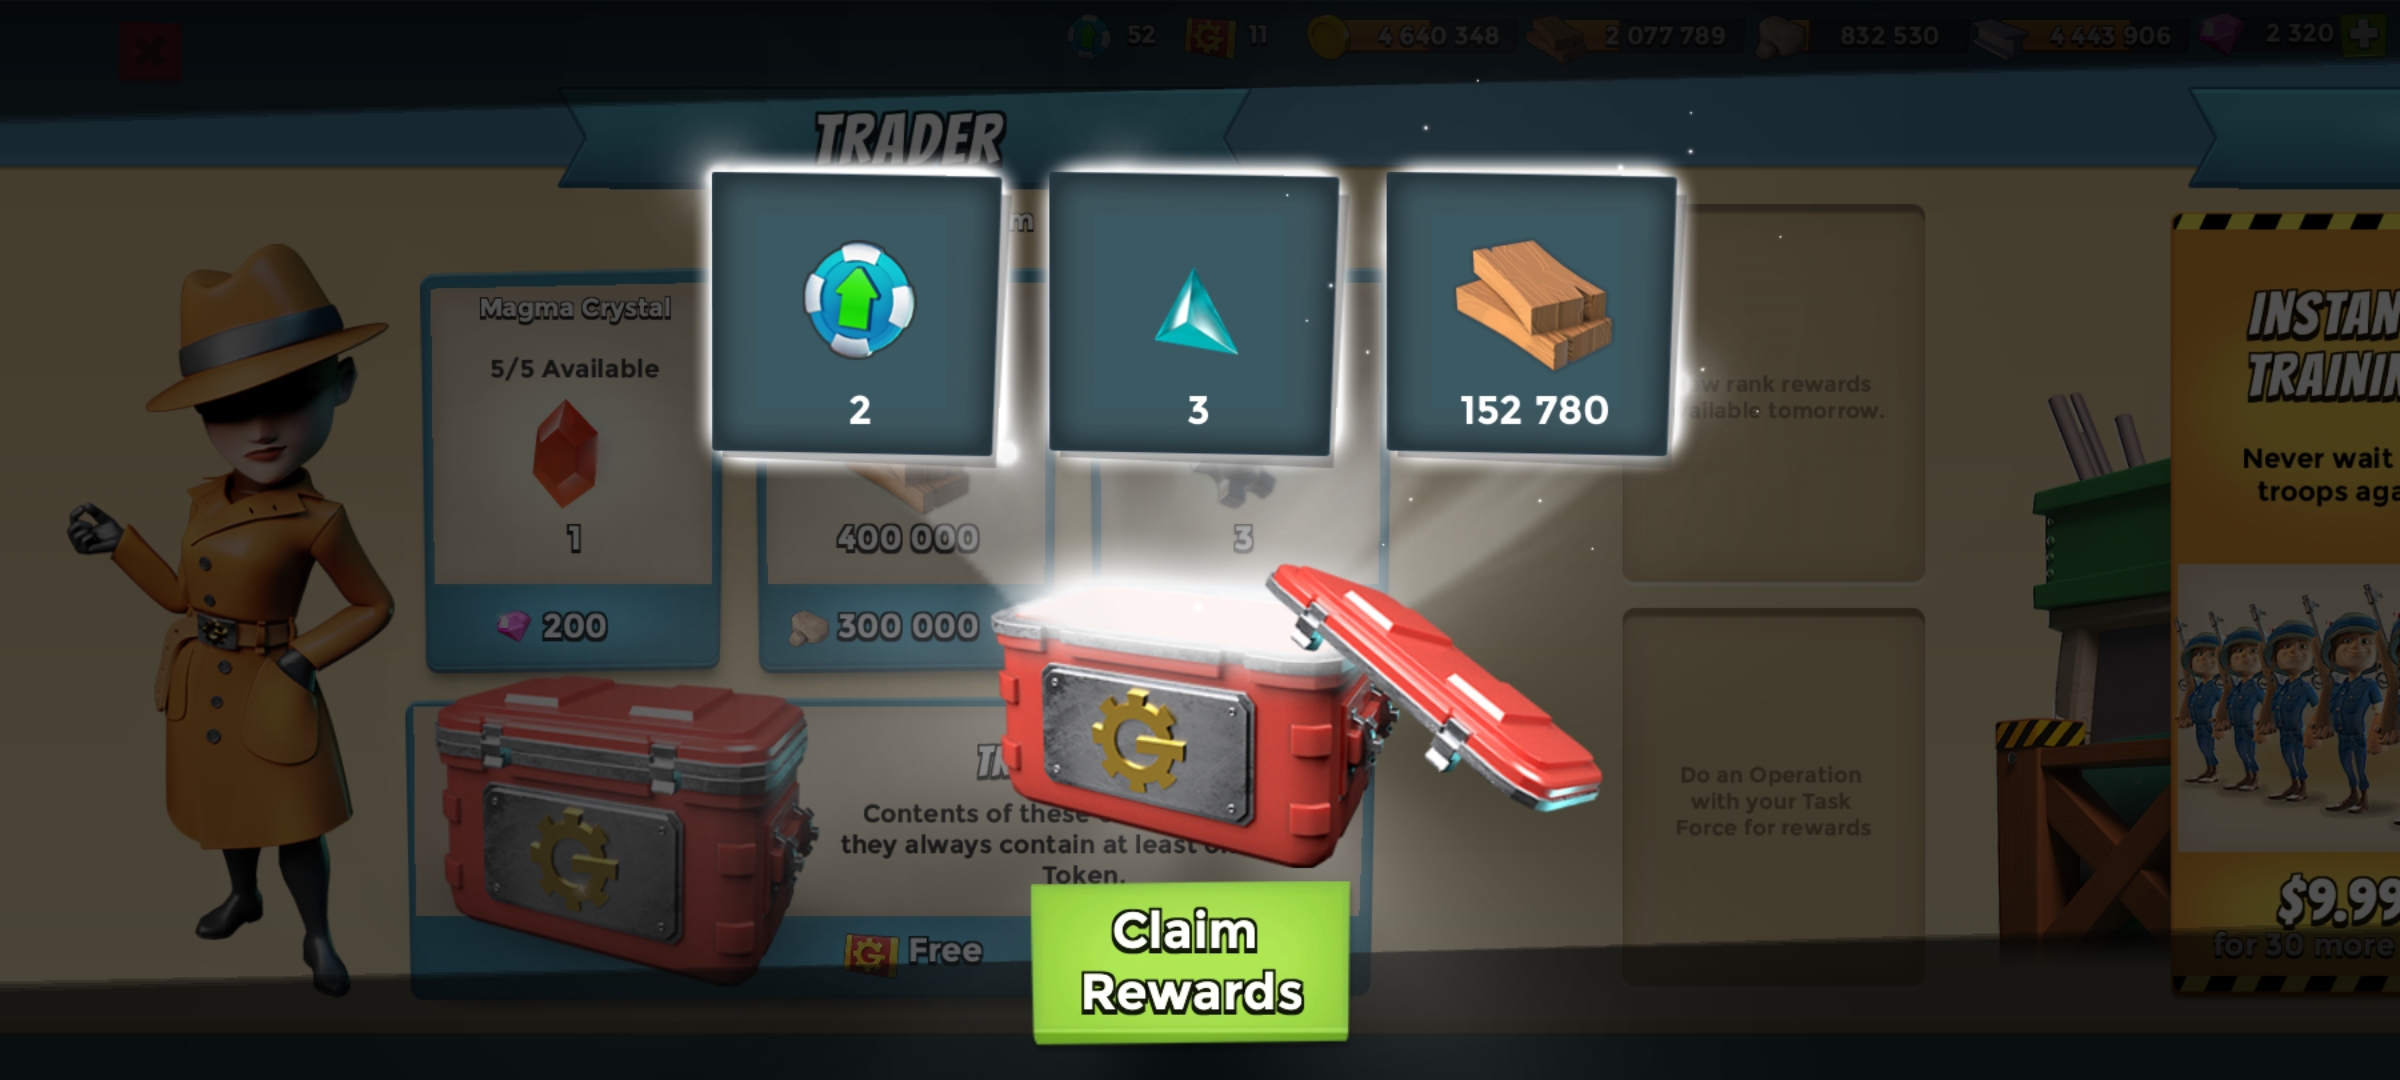 52
11
4 640 348
2 077 789
832 530
4 443 906
2 320
TRADER
Magma Crystal
5/5 Available
1
200
2
3
152 780
400 000
300 000
3
rank rewards
tomorrow.
Do an Operation
with your Task
Force for rewards
Contents of these
they always contain at least
Token.
Free
Claim
Rewards
Never wait
troops
$9.99
for 30 more